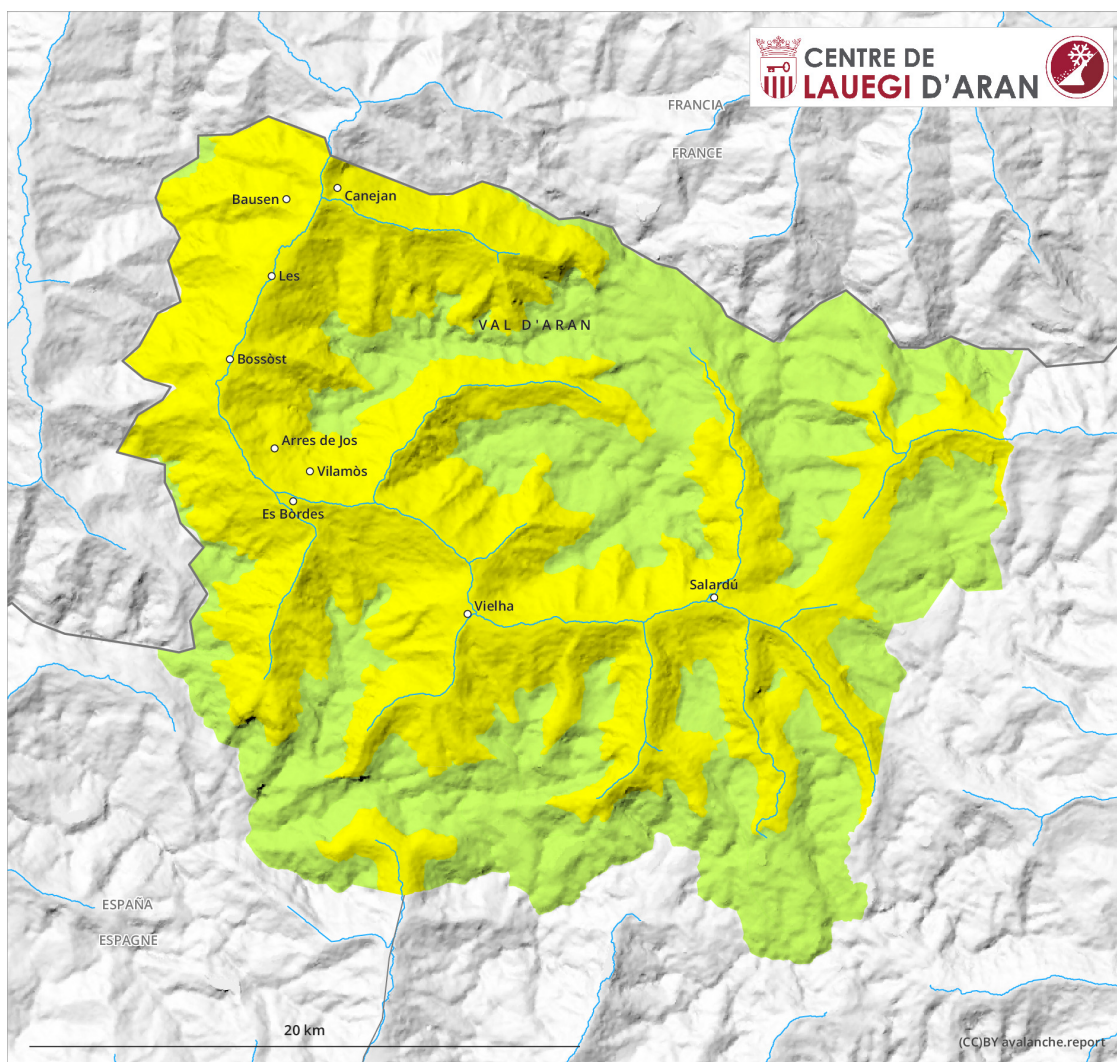 CENTRE DE
LAUEGI D'ARAN
FRANCIA
FRANCE
Canejan
Bausen
Les
VAL D'ARAN
Bossòst
Arres de Jos
Vilamòs
Es Bòrdes
Salardú
Vielha
ESPAÑA
ESPAGNE
20 km
(CC)BY avalanche.report